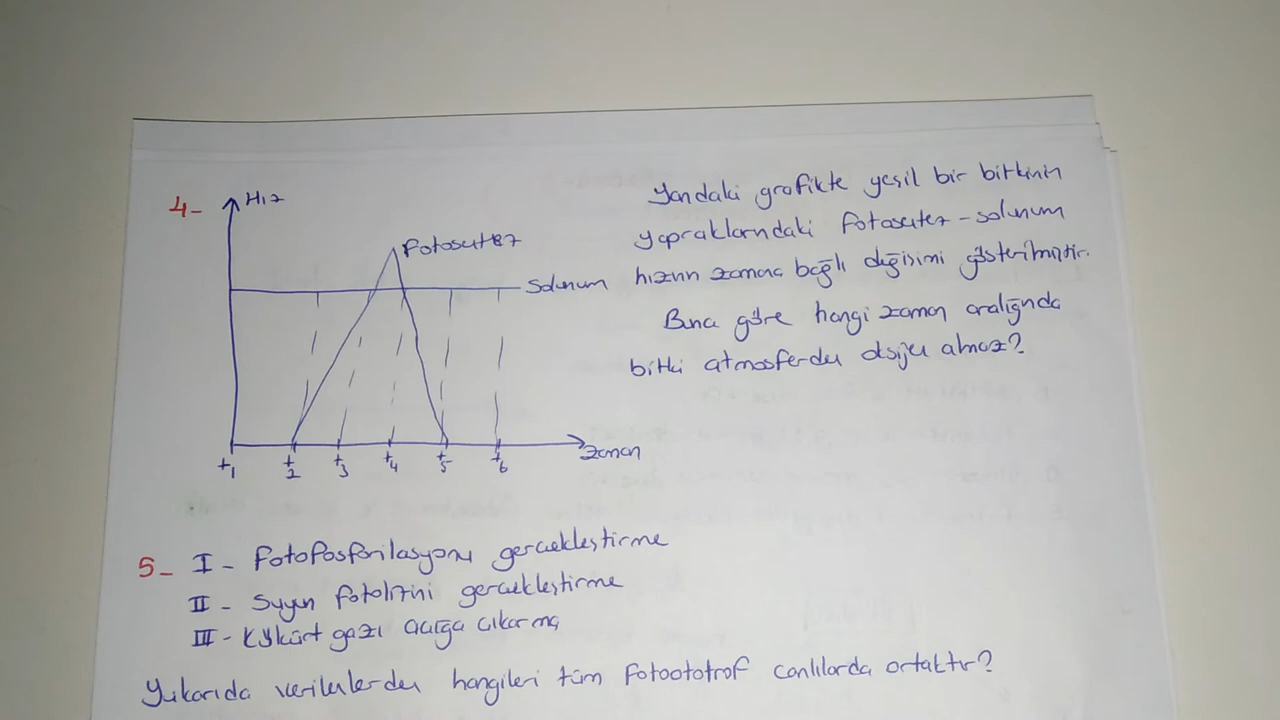 4- Hız
Fotosentez
Solunum
t1 t2 t3 t4 t5 t6 zaman
Yandaki grafikte yeşil bir bitkinin
yapraklarındaki fotosentez - solunum
hızının zamana bağlı değişimi gösterilmiştir.
Buna göre hangi zaman aralığında
bitki atmosferden oksijen almaz?
5- I - Fotofosforilasyonu gerçekleştirme
II - Suyun fotolizini gerçekleştirme
III - Kükürt gazı açığa çıkarma
Yukarıda verilenlerden hangileri tüm fotoototrof canlılarda ortaktır?